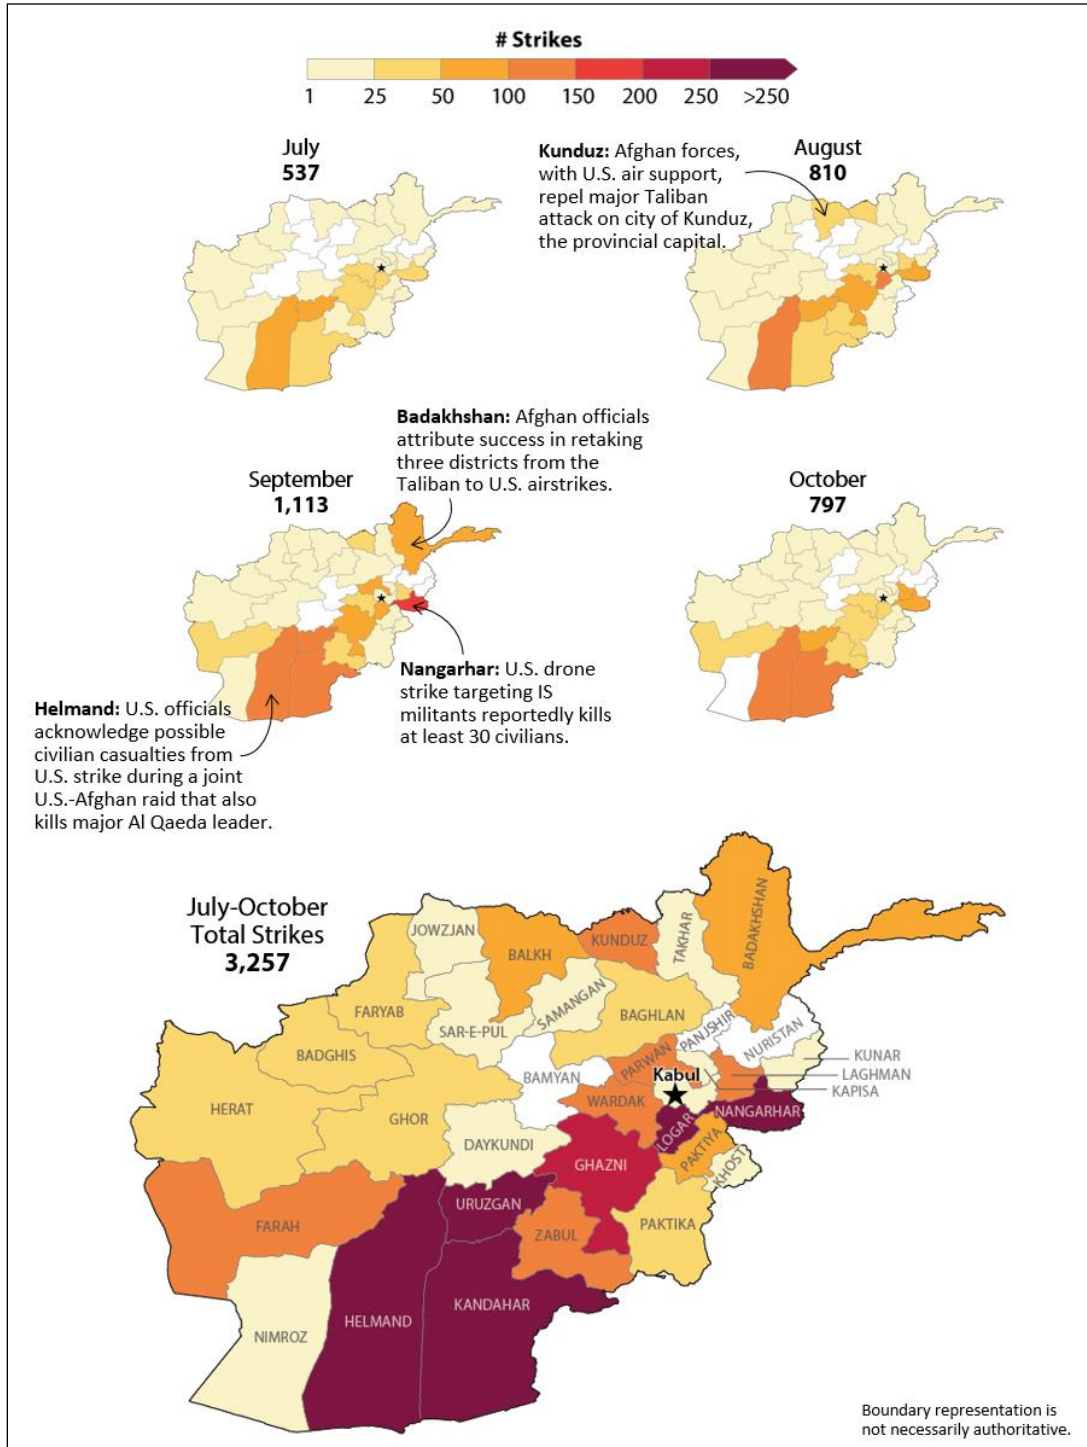 # Strikes
1 25 50 100 150 200 250 >250
July
537
Kunduz: Afghan forces,
with U.S. air support,
repel major Taliban
attack on city of Kunduz,
the provincial capital.
August
810
Badakhshan: Afghan officials
attribute success in retaking
three districts from the
Taliban to U.S. airstrikes.
September
1,113
October
797
Nangarhar: U.S. drone
strike targeting IS
militants reportedly kills
at least 30 civilians.
Helmand: U.S. officials
acknowledge possible
civilian casualties from
U.S. strike during a joint
U.S.-Afghan raid that also
kills major Al Qaeda leader.
July-October
Total Strikes
3,257
JOWZJAN
BALKH
KUNDUZ
TAKHAR
BADAKHSHAN
FARYAB
SAR-E-PUL
SAMANGAN
BAGHLAN
PANJSHIR
NURISTAN
BADGHIS
BAMYAN
PARWAN
Kabul
KUNAR
LAGHMAN
KAPISA
HERAT
GHOR
DAYKUNDI
WARDAK
LOGAR
NANGARHAR
GHAZNI
PAKTIYA
KHOST
FARAH
URUZGAN
ZABUL
PAKTIKA
NIMROZ
HELMAND
KANDAHAR
Boundary representation is
not necessarily authoritative.